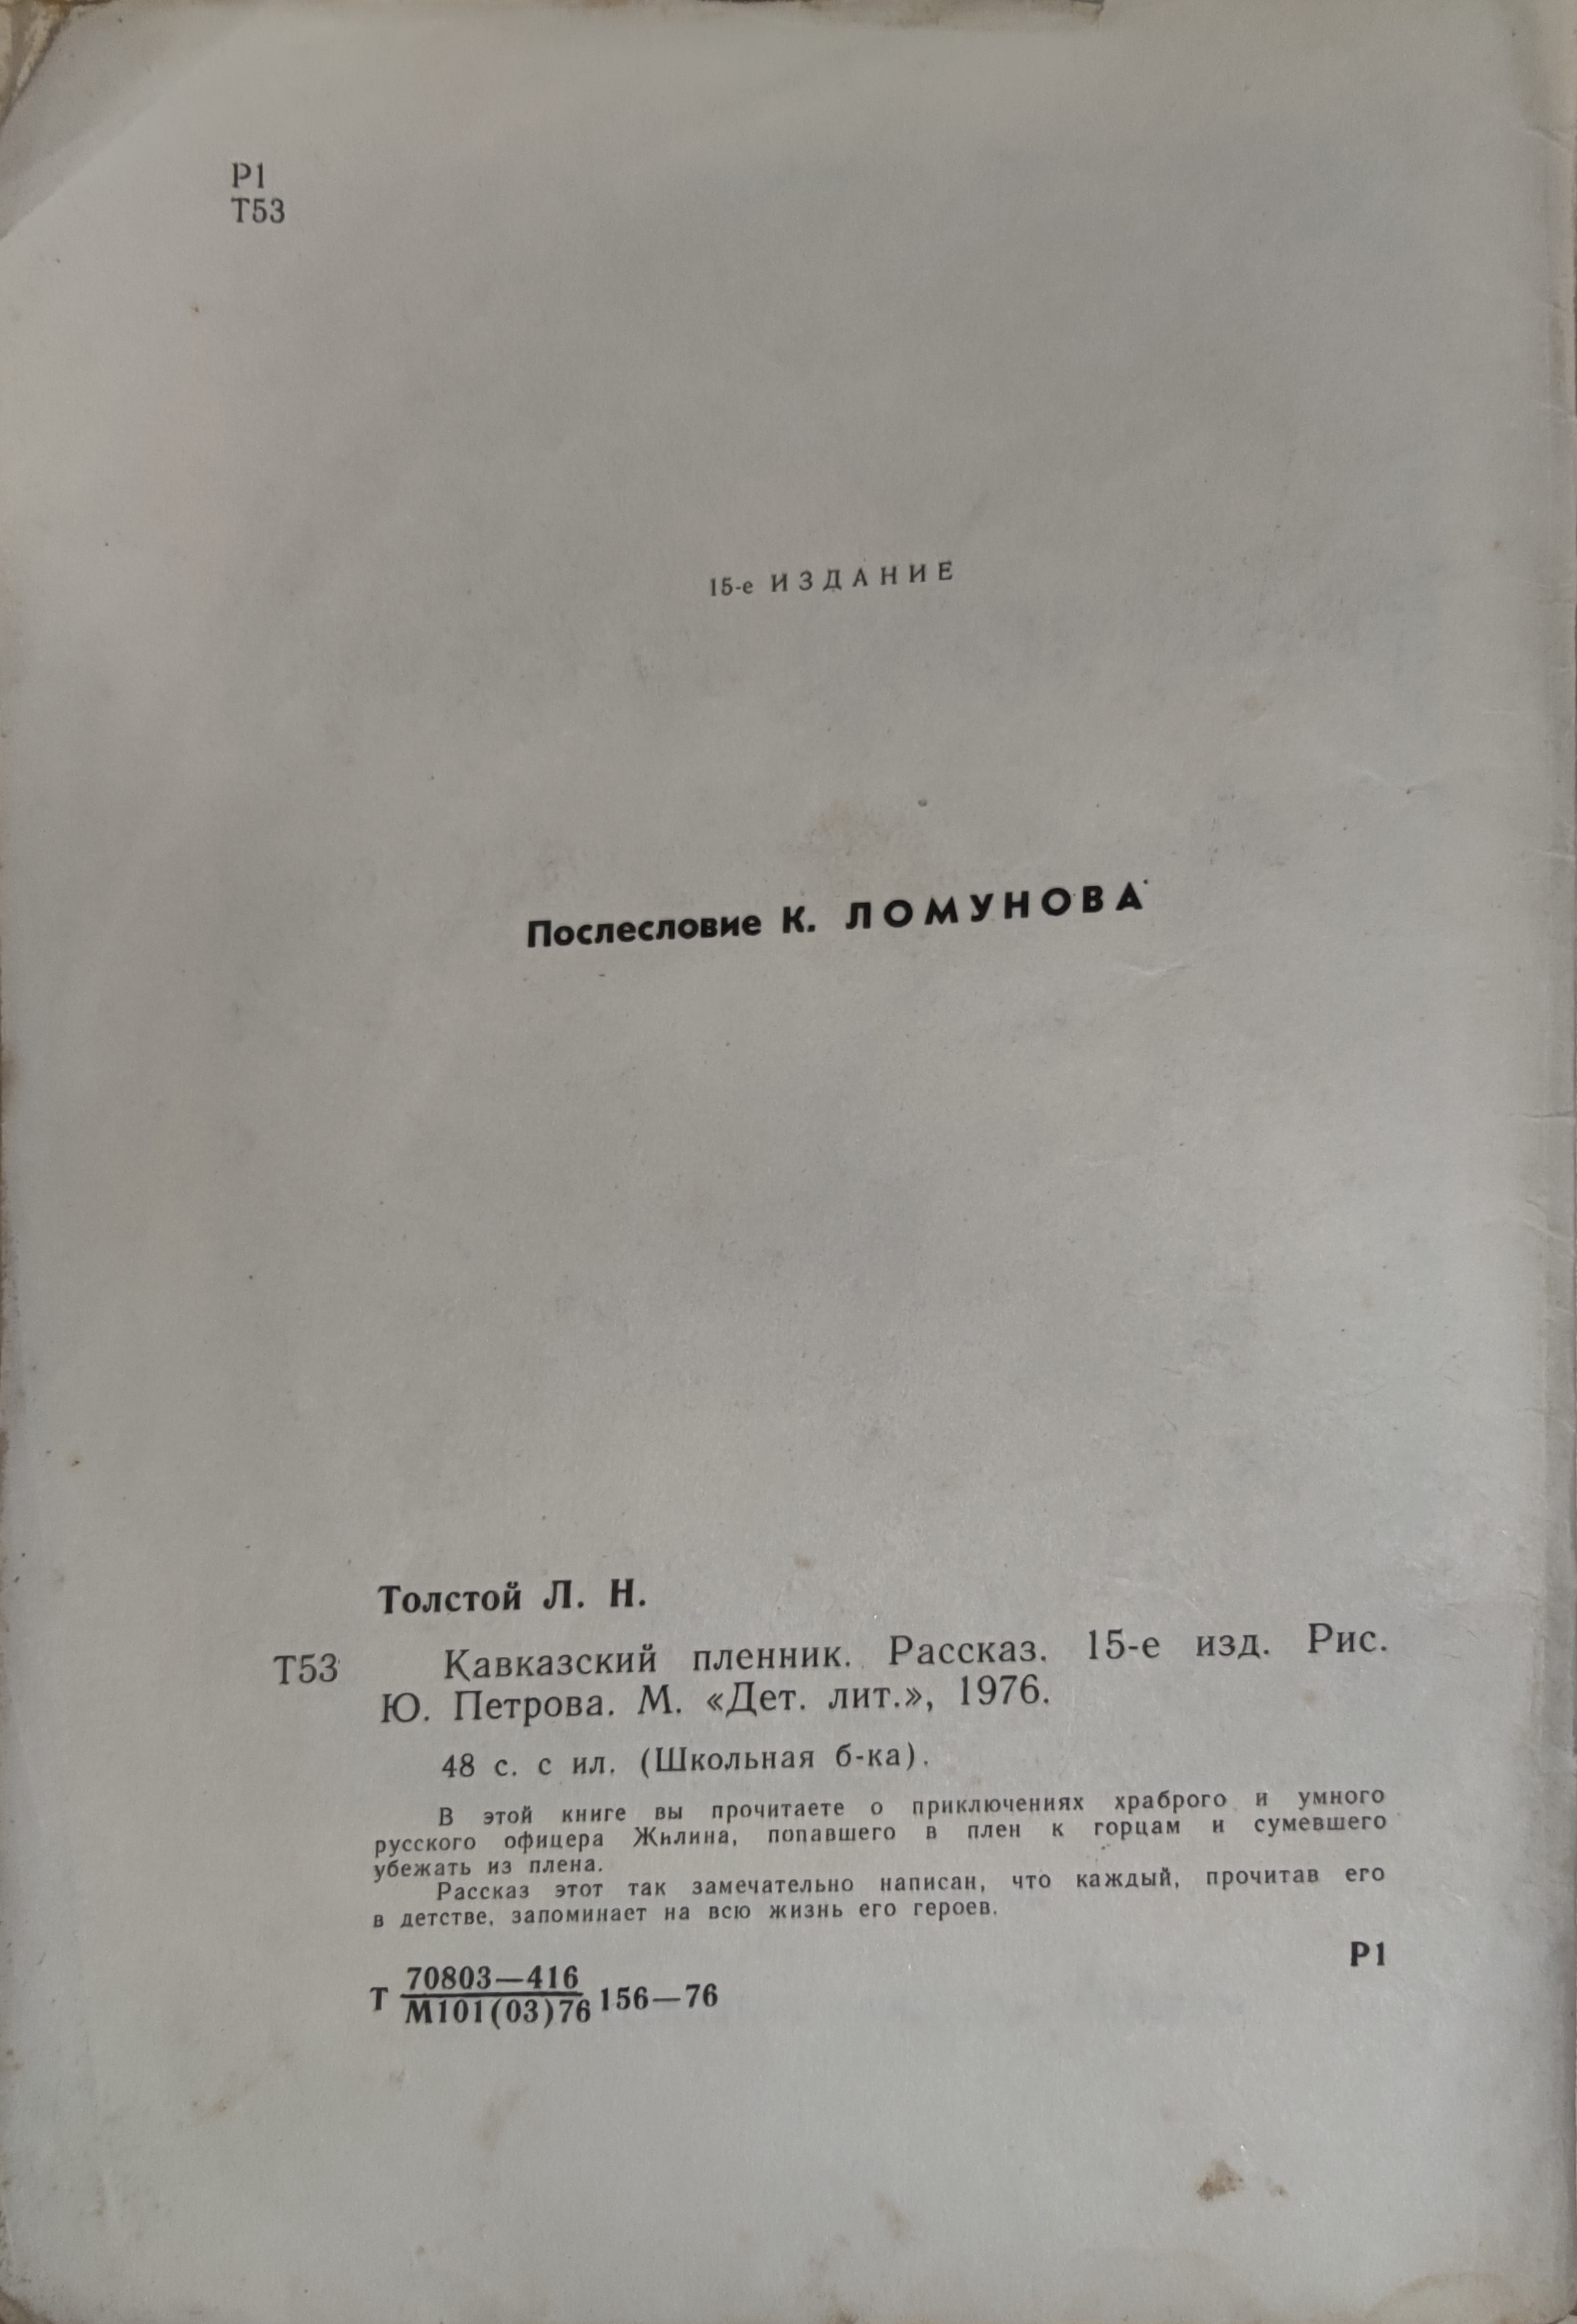 Р1
Т53
15-е ИЗДАНИЕ
Послесловие К. ЛОМУНОВА
Толстой Л. Н.
Т53 Кавказский пленник. Рассказ. 15-е изд. Рис.
Ю. Петрова. М. «Дет. лит.», 1976.
48 с. с ил. (Школьная б-ка).
В этой книге вы прочитаете о приключениях храброго и умного
русского офицера Жилина, попавшего в плен к горцам и сумевшего
убежать из плена.
Рассказ этот так замечательно написан, что каждый, прочитав его
в детстве, запоминает на всю жизнь его героев.
Р1
70803—416
Т М101(03)76 156—76